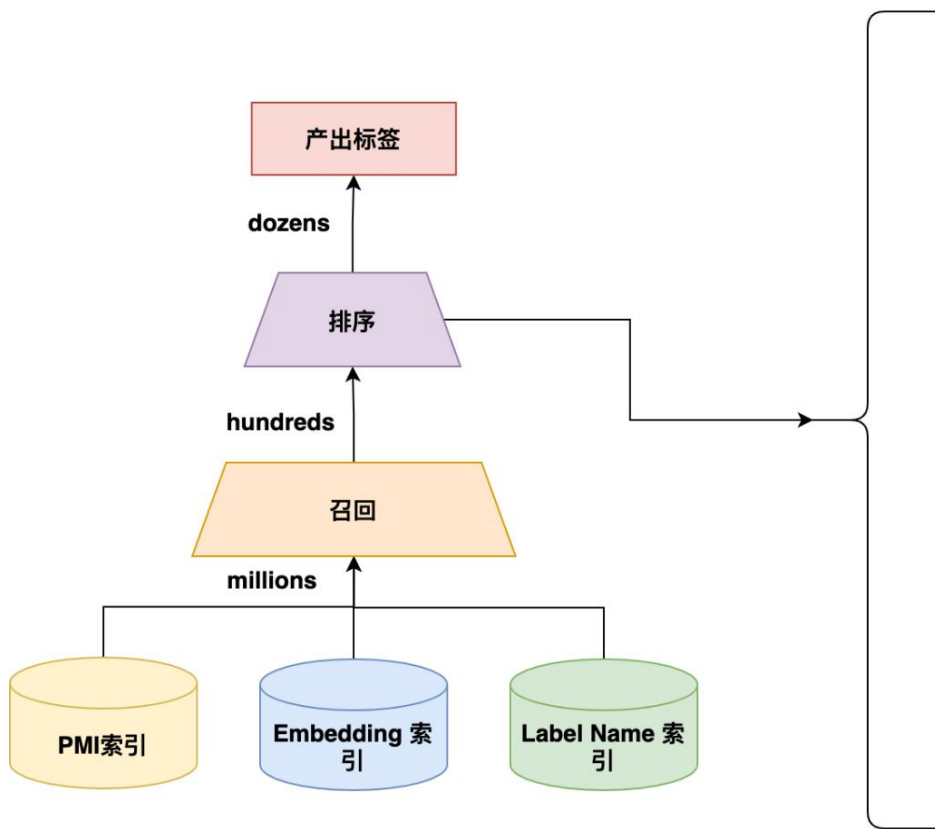 产出标签
dozens
排序
hundreds
召回
millions
PMI索引
Embedding 索
引
Label Name 索
引